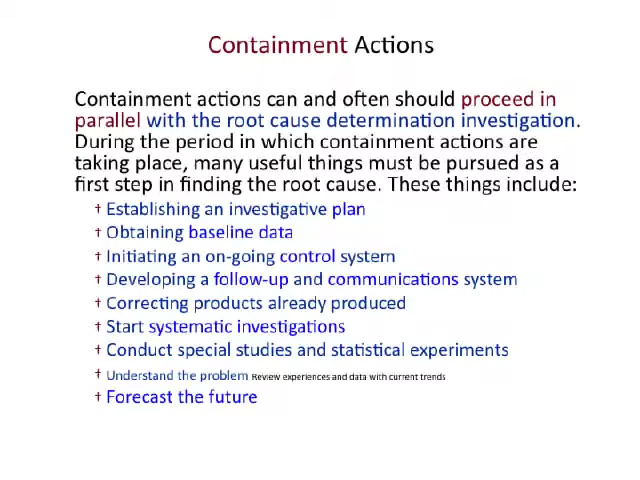 Containment Actions
Containment actions can and often should proceed in
parallel with the root cause determination investigation.
During the period in which containment actions are
taking place, many useful things must be pursued as a
first step in finding the root cause. These things include:
† Establishing an investigative plan
† Obtaining baseline data
† Initiating an on-going control system
† Developing a follow-up and communications system
† Correcting products already produced
† Start systematic investigations
† Conduct special studies and statistical experiments
† Understand the problem Review experiences and data with current trends
† Forecast the future